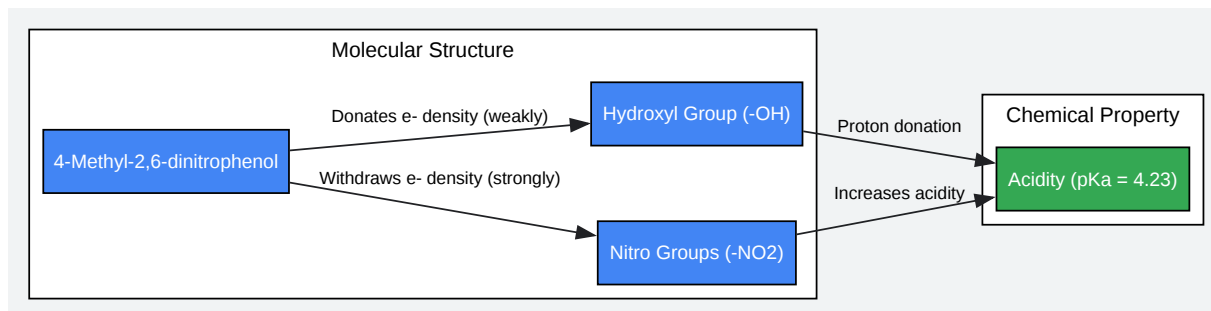 Molecular Structure
4-Methyl-2,6-dinitrophenol
Donates e- density (weakly)
Withdraws e- density (strongly)
Hydroxyl Group (-OH)
Nitro Groups (-NO2)
Proton donation
Increases acidity
Chemical Property
Acidity (pKa = 4.23)